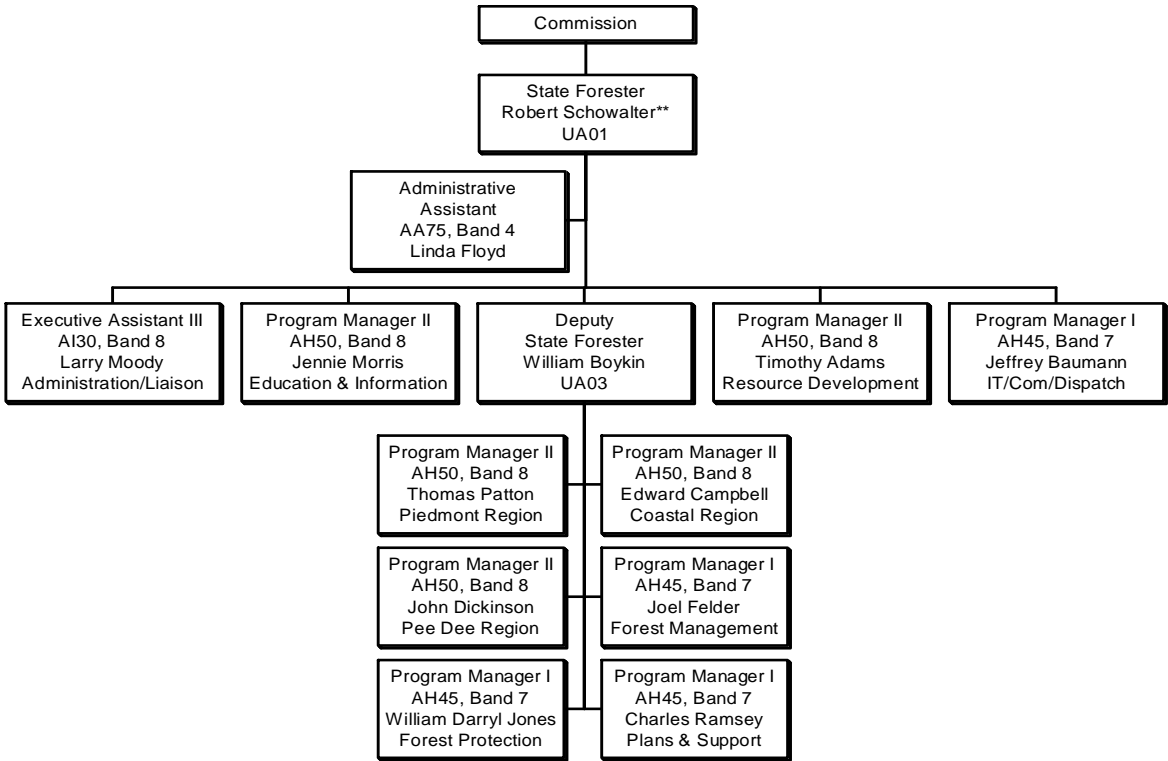 Commission
State Forester
Robert Schowalter**
UA01
Administrative
Assistant
AA75, Band 4
Linda Floyd
Executive Assistant III
AI30, Band 8
Larry Moody
Administration/Liaison
Program Manager II
AH50, Band 8
Jennie Morris
Education & Information
Deputy
State Forester
William Boykin
UA03
Program Manager II
AH50, Band 8
Timothy Adams
Resource Development
Program Manager I
AH45, Band 7
Jeffrey Baumann
IT/Com/Dispatch
Program Manager II
AH50, Band 8
Thomas Patton
Piedmont Region
Program Manager II
AH50, Band 8
Edward Campbell
Coastal Region
Program Manager II
AH50, Band 8
John Dickinson
Pee Dee Region
Program Manager I
AH45, Band 7
Joel Felder
Forest Management
Program Manager I
AH45, Band 7
William Darryl Jones
Forest Protection
Program Manager I
AH45, Band 7
Charles Ramsey
Plans & Support